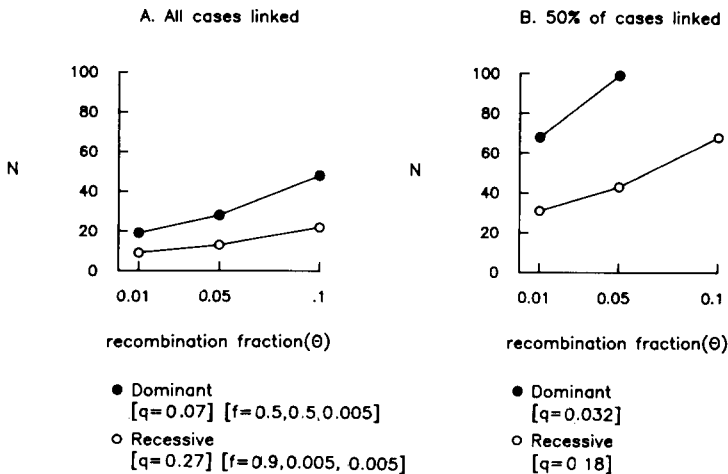 A. All cases linked
N
100
80
60
40
20
0
0.01 0.05 .1
recombination fraction(Θ)
● Dominant
[q=0.07] [f=0.5,0.5,0.005]
○ Recessive
[q=0.27] [f=0.9,0.005, 0.005]
B. 50% of cases linked
N
100
80
60
40
20
0
0.01 0.05 0.1
recombination fraction(Θ)
● Dominant
[q=0.032]
○ Recessive
[q=0 18]